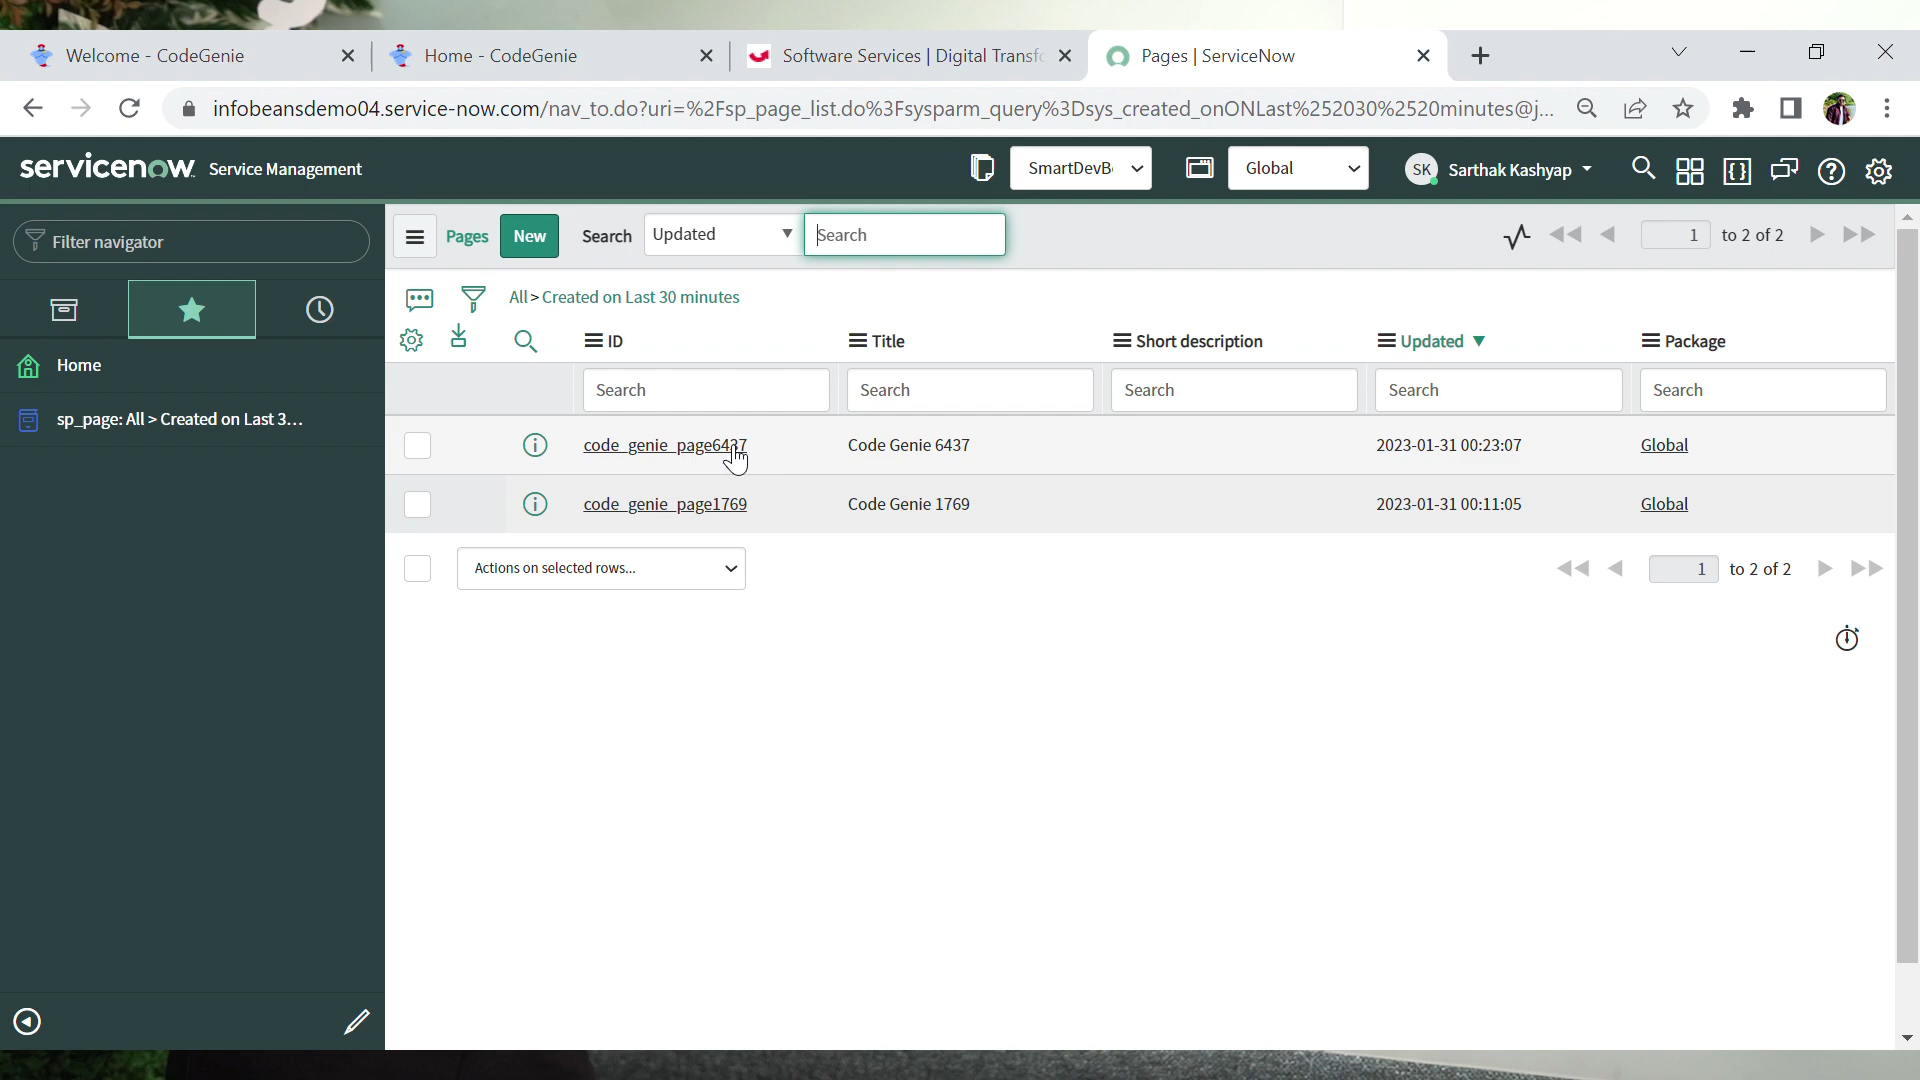 Welcome - CodeGenie
Home - CodeGenie
Software Services | Digital Transfo
Pages | ServiceNow
infobeansdemo04.service-now.com/nav_to.do?uri=%2Fsp_page_list.do%3Fsysparm_query%3Dsys_created_onONLast%252030%2520minutes@j...
servicenow Service Management
SmartDevB
Global
SK Sarthak Kashyap
Filter navigator
Pages New Search Updated Search
1 to 2 of 2
All > Created on Last 30 minutes
Home
sp_page: All > Created on Last 3...
ID Title Short description Updated Package
Search Search Search Search Search
code_genie_page6437 Code Genie 6437 2023-01-31 00:23:07 Global
code_genie_page1769 Code Genie 1769 2023-01-31 00:11:05 Global
Actions on selected rows...
1 to 2 of 2